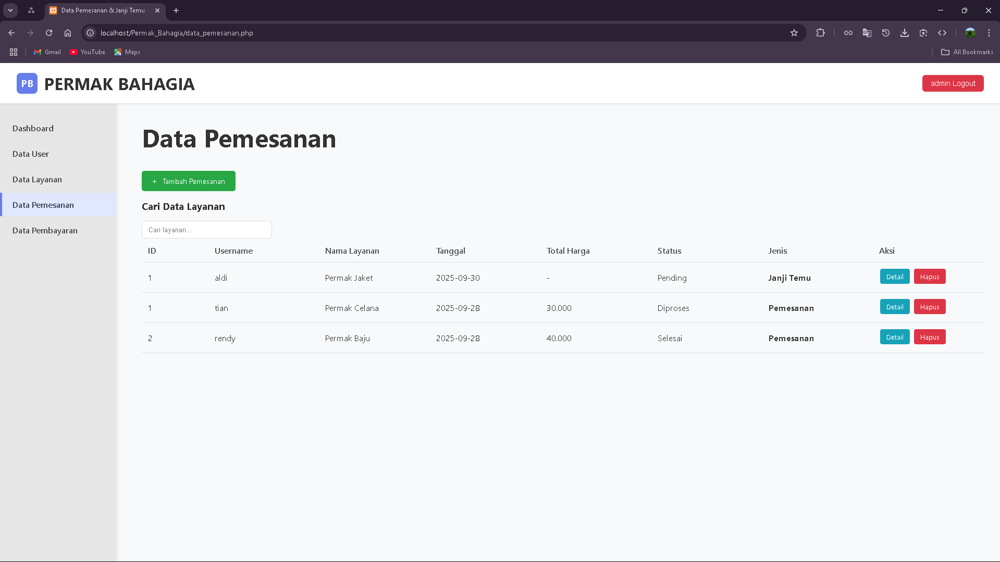 Data Pemesanan & Janji Temu
localhost/Permak_Bahagia/data_pemesanan.php
Gmail YouTube Maps All Bookmarks
PB PERMAK BAHAGIA admin Logout
Dashboard
Data User
Data Layanan
Data Pemesanan
Data Pembayaran
Data Pemesanan
+ Tambah Pemesanan
Cari Data Layanan
Cari layanan...
ID Username Nama Layanan Tanggal Total Harga Status Jenis Aksi
1 aldi Permak Jaket 2025-09-30 - Pending Janji Temu Detail Hapus
1 tian Permak Celana 2025-09-28 30.000 Diproses Pemesanan Detail Hapus
2 rendy Permak Baju 2025-09-28 40.000 Selesai Pemesanan Detail Hapus